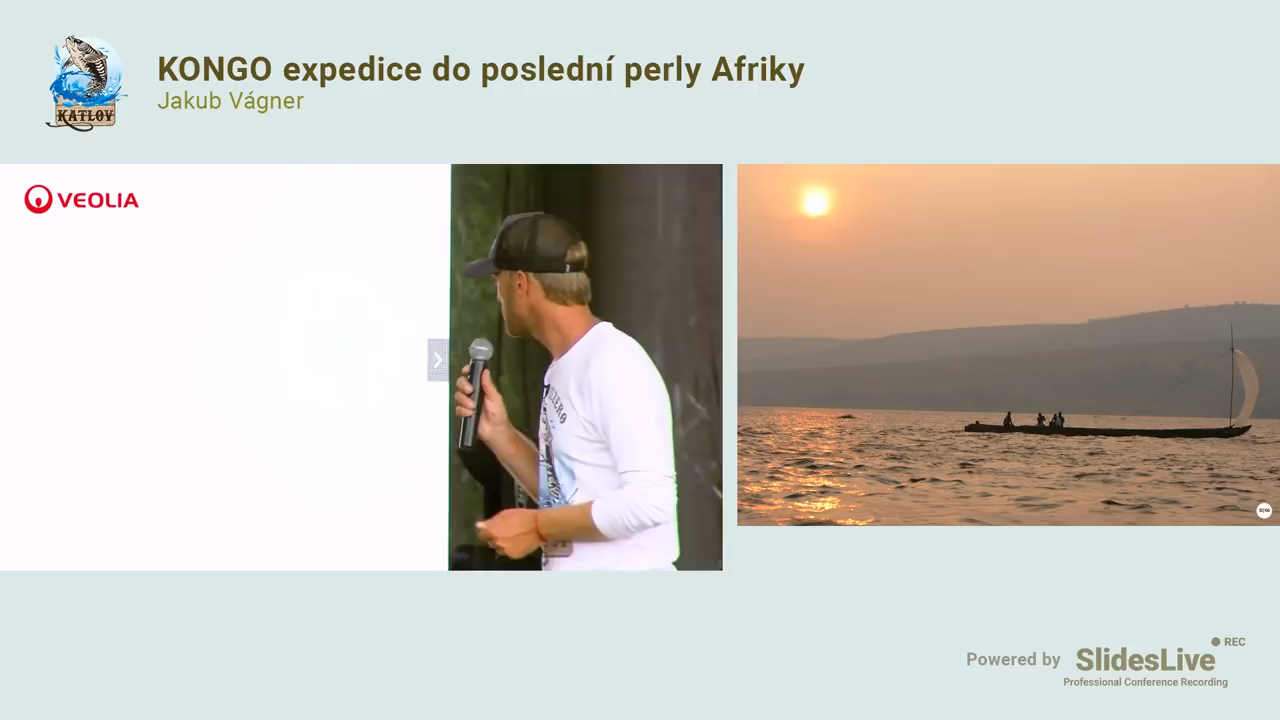 KATLOV
KONGO expedice do poslední perly Afriky
Jakub Vágner
VEOLIA
REC
Powered by SlidesLive
Professional Conference Recording